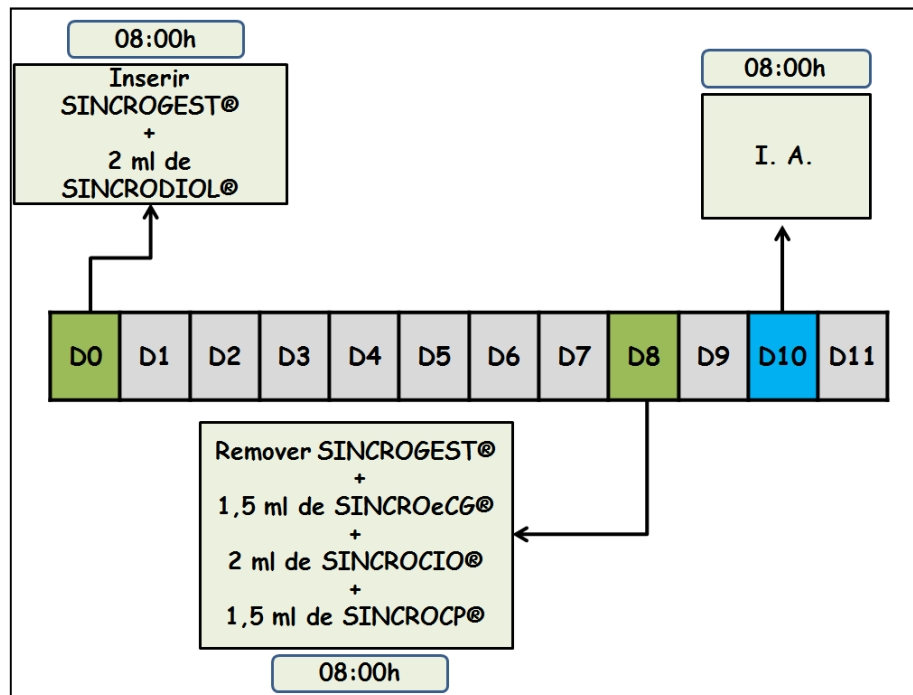 08:00h
Inserir
SINCROGEST®
+
2 ml de
SINCRODIOL®
08:00h
I. A.
D0 D1 D2 D3 D4 D5 D6 D7 D8 D9 D10 D11
Remover SINCROGEST®
+
1,5 ml de SINCROeCG®
+
2 ml de SINCROCIO®
+
1,5 ml de SINCROCP®
08:00h